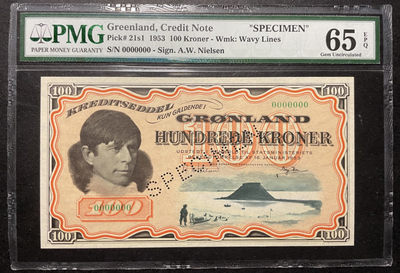 PMG
PAPER MONEY GUARANTY
Greenland, Credit Note "SPECIMEN"
Pick# 21s1 1953 100 Kroner - Wmk: Wavy Lines
S/N 0000000 - Sign. A.W. Nielsen
65 EPQ
Gem Uncirculated
100 100
KREDITSEDDEL
KUN GÆLDENDE I
0000000
GRØNLAND
HUNDREDE KRONER
SPECIMEN
0000000
100 100